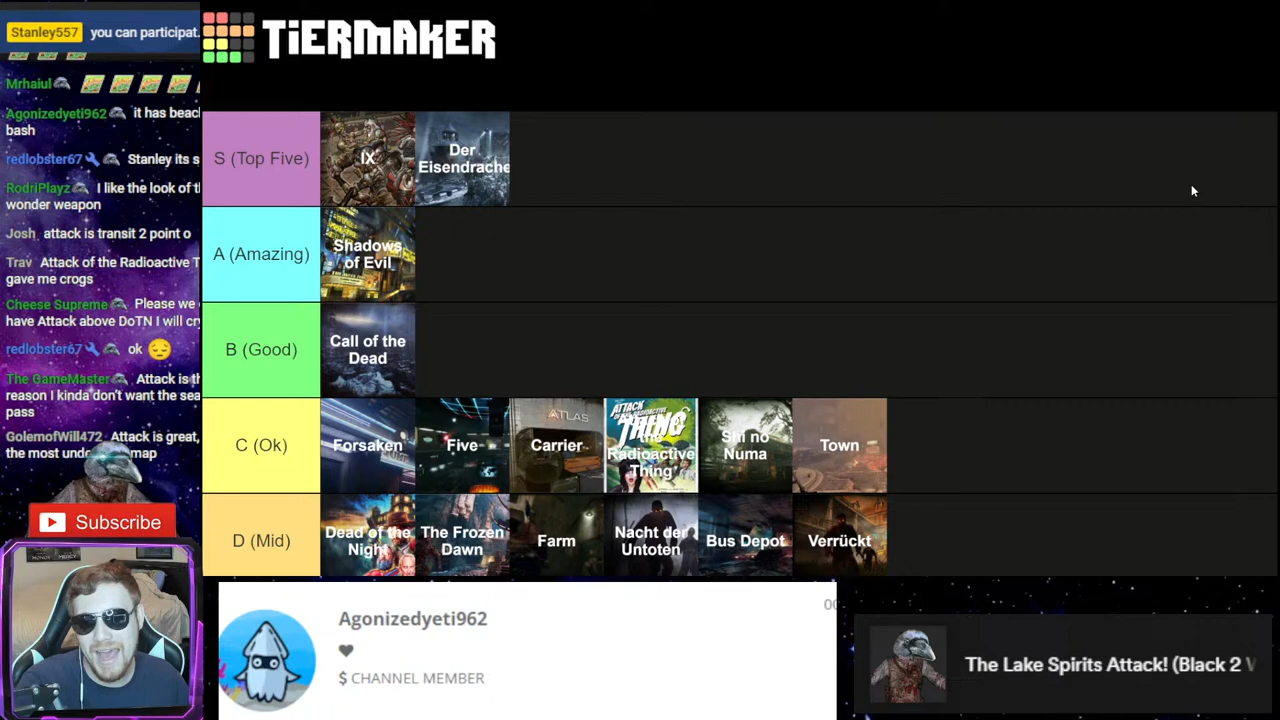 Stanley557 you can participat.
TIERMAKER
Mrhaiul
Agonizedyeti962 it has beac
bash
redlobster67 Stanley its s
RodriPlayz I like the look of t
wonder weapon
Josh attack is transit 2 point o
Trav Attack of the Radioactive T
gave me crogs
Cheese Supreme Please we
have Attack above DoTN I will cry
redlobster67 ok
The GameMaster Attack is th
reason I kinda don't want the sea
pass
GolemofWill472 Attack is great,
the most und map
Subscribe
S (Top Five)
IX
Der
Eisendrache
A (Amazing)
Shadows
of Evil
B (Good)
Call of the
Dead
C (Ok)
Forsaken
Five
ATLAS
Carrier
ATTACK
OF THE RADIOACTIVE
THING
Radioactive
Thing
Shi no
Numa
Town
D (Mid)
Dead of the
Night
The Frozen
Dawn
Farm
Nacht der
Untoten
Bus Depot
Verrückt
Agonizedyeti962
00
$ CHANNEL MEMBER
The Lake Spirits Attack! (Black 2 V